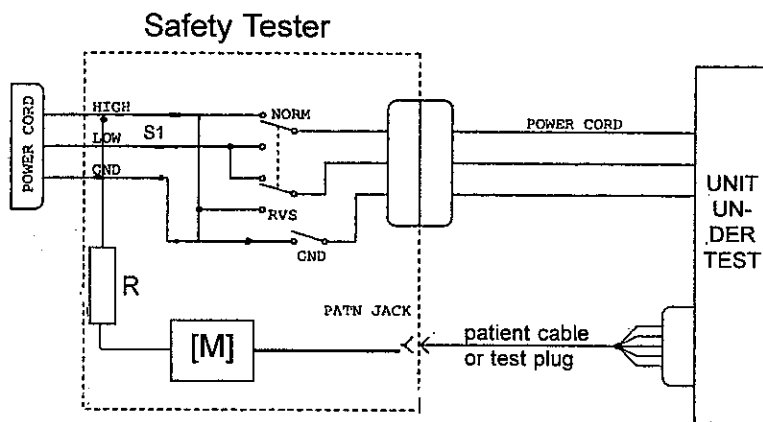 Safety Tester
HIGH
NORM
POWER CORD
LOW
S1
POWER CORD
GND
RVS
UNIT
UN-
DER
TEST
GND
R
PATN JACK
[M]
patient cable
or test plug